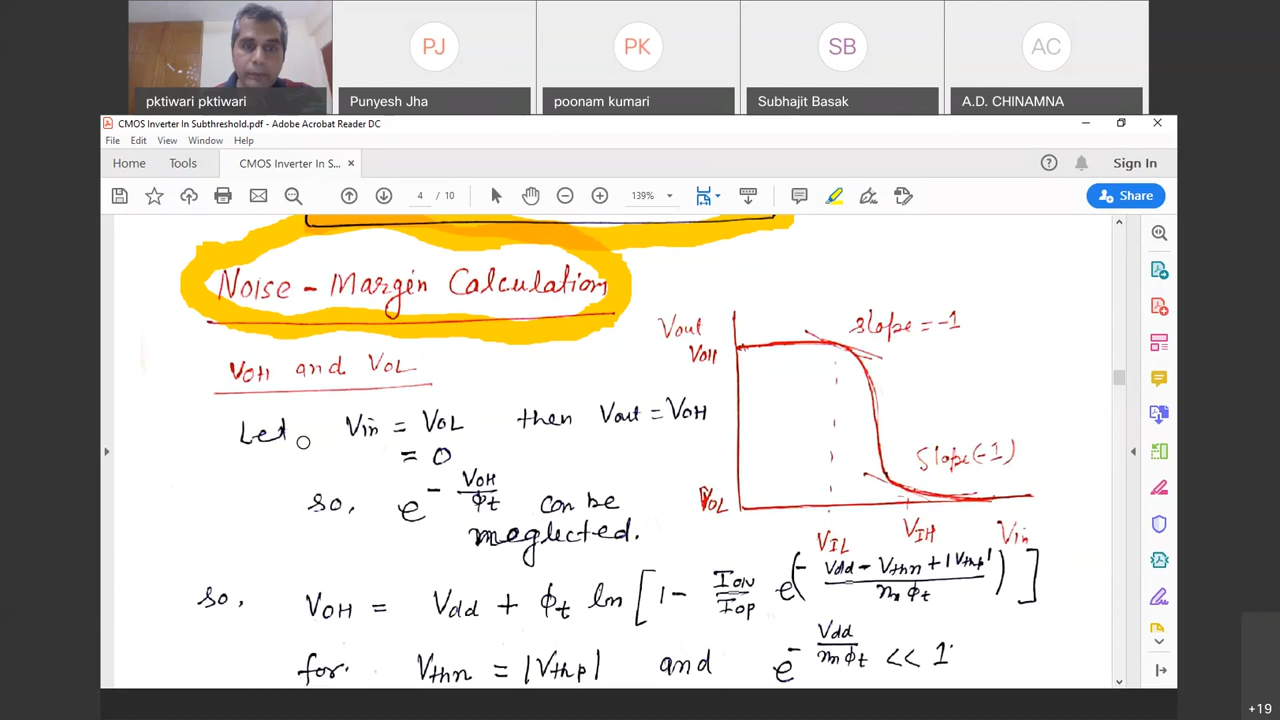 PJ
PK
SB
AC
pktiwari pktiwari
Punyesh Jha
poonam kumari
Subhajit Basak
A.D. CHINAMNA
CMOS Inverter In Subthreshold.pdf - Adobe Acrobat Reader DC
File Edit View Window Help
Home Tools CMOS Inverter In S... × Sign In
4 / 10 139% Share
Noise - Margin Calculation
VOH and VOL
Vout
VOH
slope = -1
Let Vin = VOL then Vout = VOH
= 0
Slope(-1)
so, e^-VOH/ϕt can be
neglected.
VOL
VIL VIH Vin
so, VOH = Vdd + ϕt ln [1 - ION/IOP e^(-(Vdd - Vthn + |Vthp|)/(m ϕt))]
for Vthn = |Vthp| and e^-Vdd/(m ϕt) << 1
+19